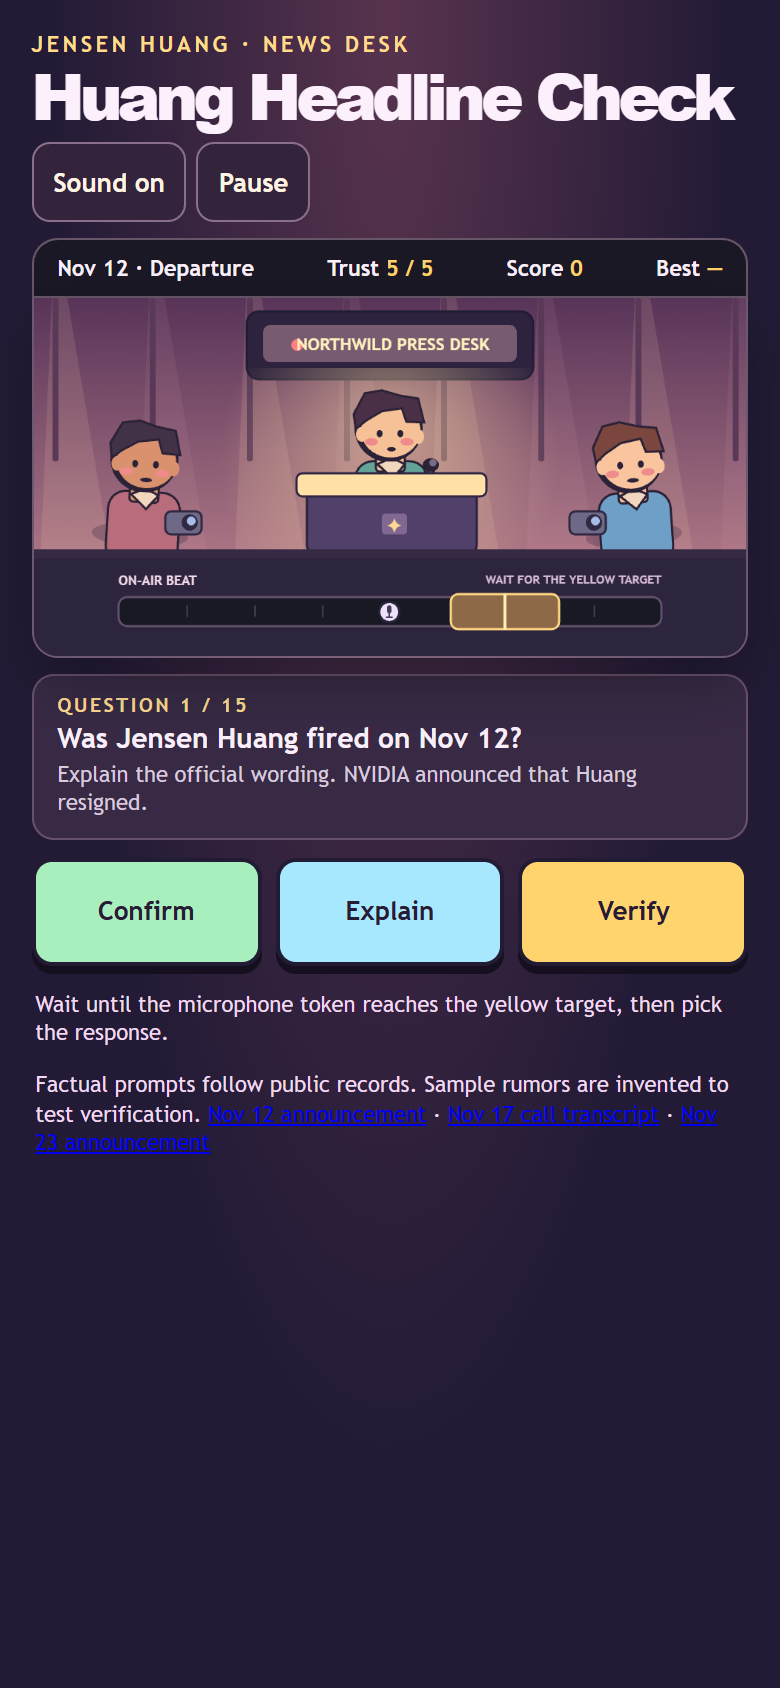 JENSEN HUANG · NEWS DESK
Huang Headline Check
Sound on
Pause
Nov 12 · Departure
Trust 5 / 5
Score 0
Best —
NORTHWILD PRESS DESK
ON-AIR BEAT
WAIT FOR THE YELLOW TARGET
QUESTION 1 / 15
Was Jensen Huang fired on Nov 12?
Explain the official wording. NVIDIA announced that Huang
resigned.
Confirm
Explain
Verify
Wait until the microphone token reaches the yellow target, then pick
the response.
Factual prompts follow public records. Sample rumors are invented to
test verification. Nov 12 announcement · Nov 17 call transcript · Nov
23 announcement